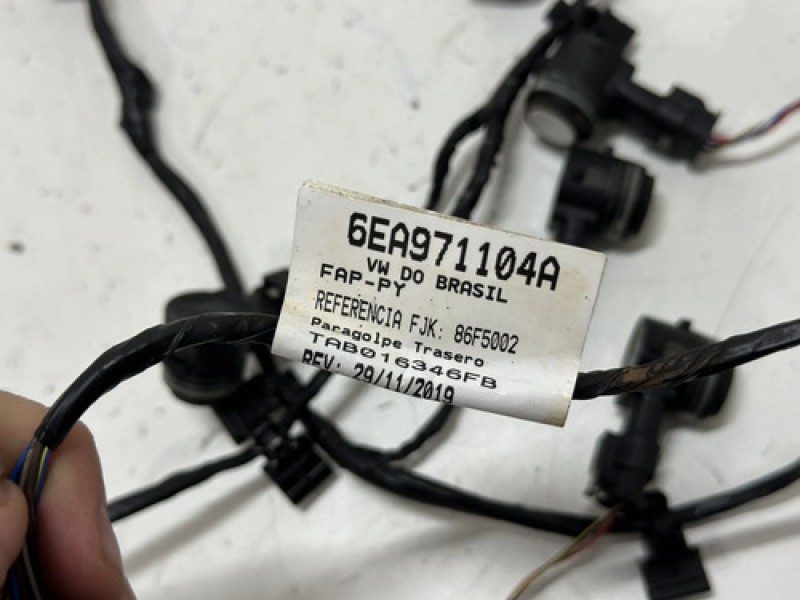 6EA971104A
VW DO BRASIL
FAP-PY
REFERENCIA FJK: 86F5002
Paragolpe Trasero
TAB016346FB
REV: 29/11/2019